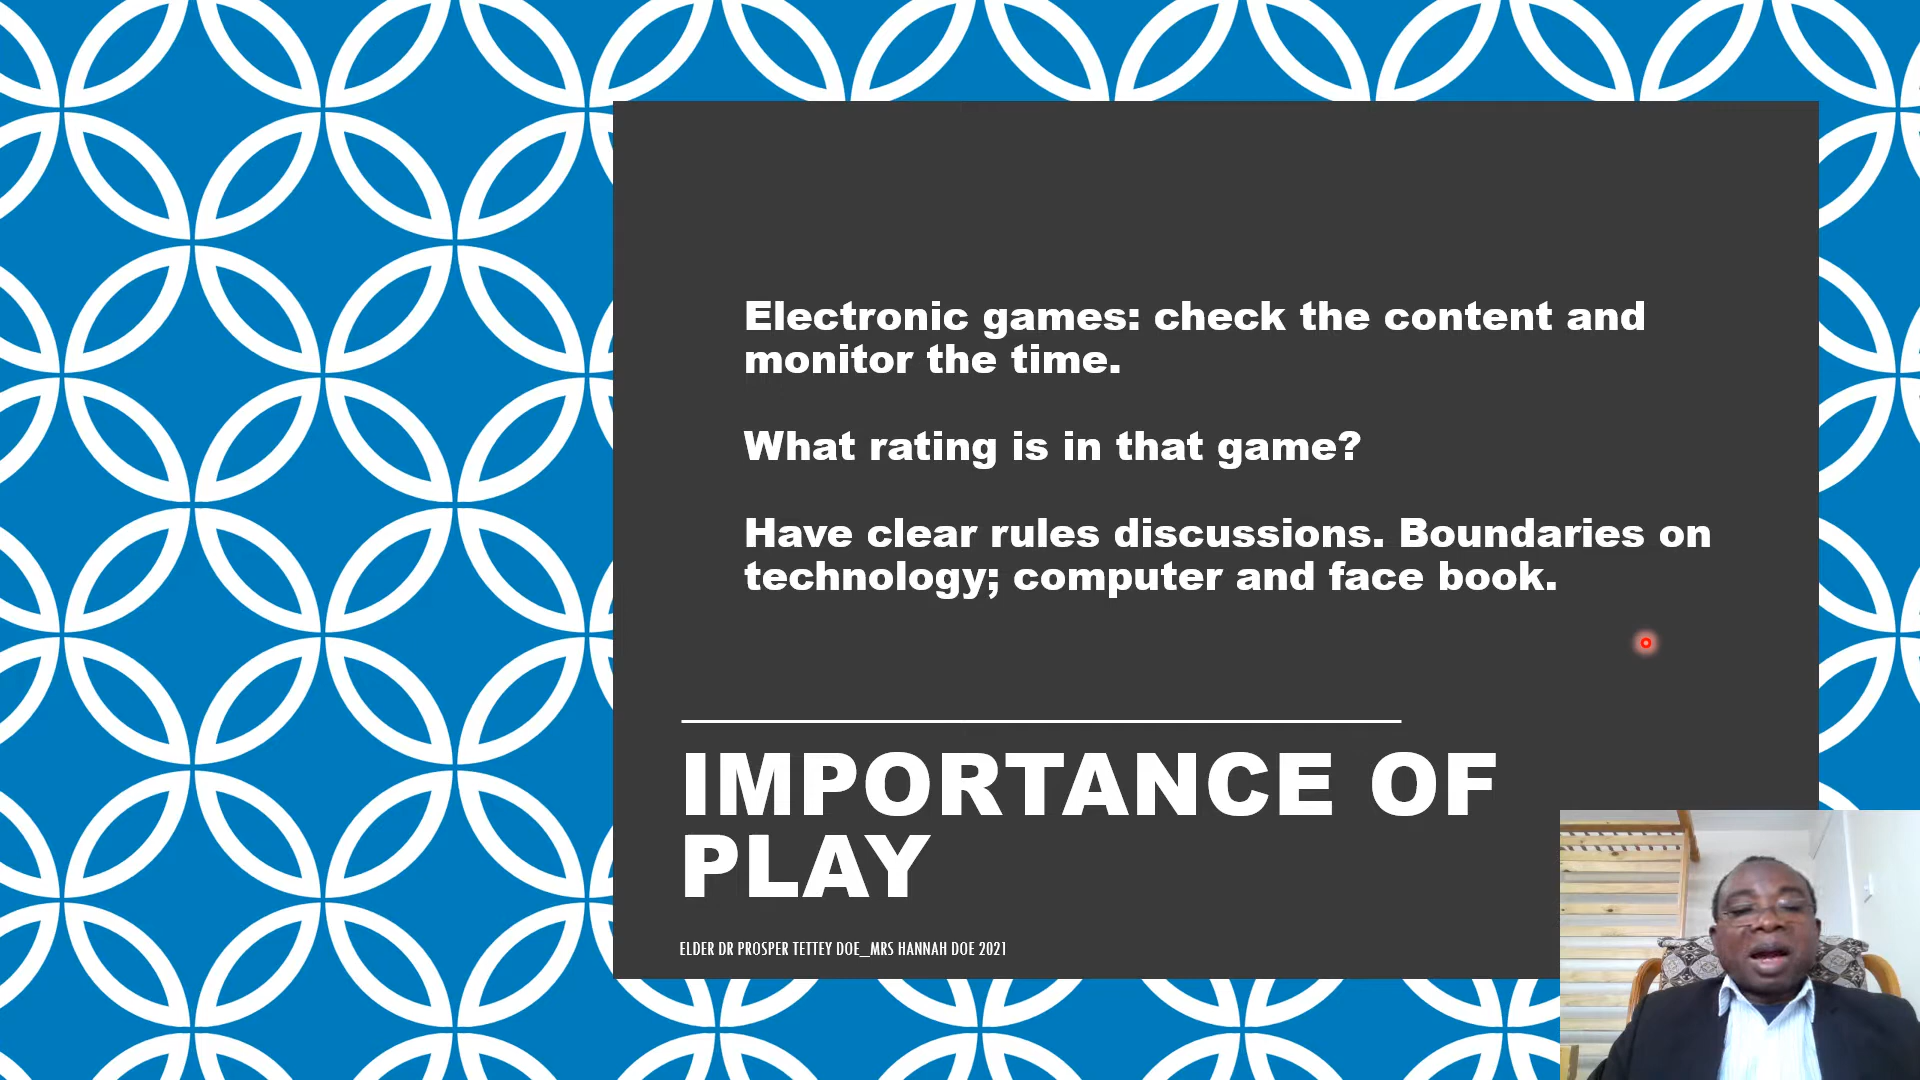 Electronic games: check the content and
monitor the time.
What rating is in that game?
Have clear rules discussions. Boundaries on
technology; computer and face book.
IMPORTANCE OF
PLAY
ELDER DR PROSPER TETTEY DOE_MRS HANNAH DOE 2021